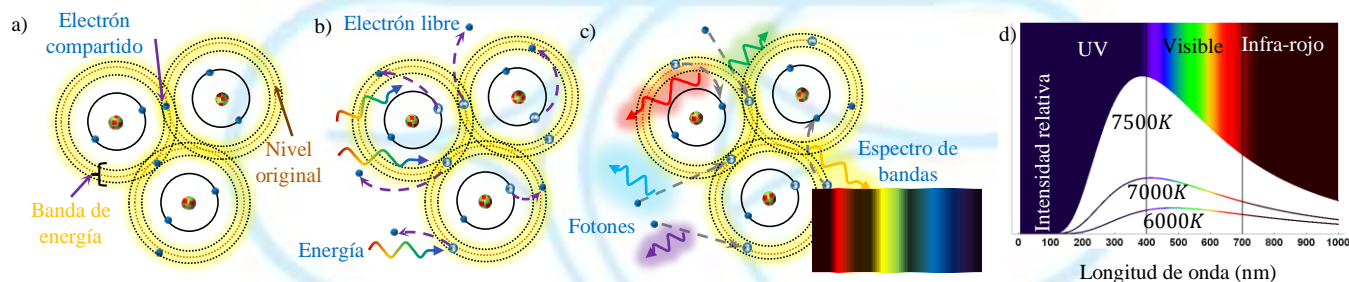 a)
Electrón
compartido
Nivel
original
Banda de
energía
b)
Electrón libre
Energía
c)
Fotones
Espectro de
bandas
d)
UV
Visible
Infra-rojo
Intensidad relativa
7500K
7000K
6000K
0 100 200 300 400 500 600 700 800 900 1000
Longitud de onda (nm)